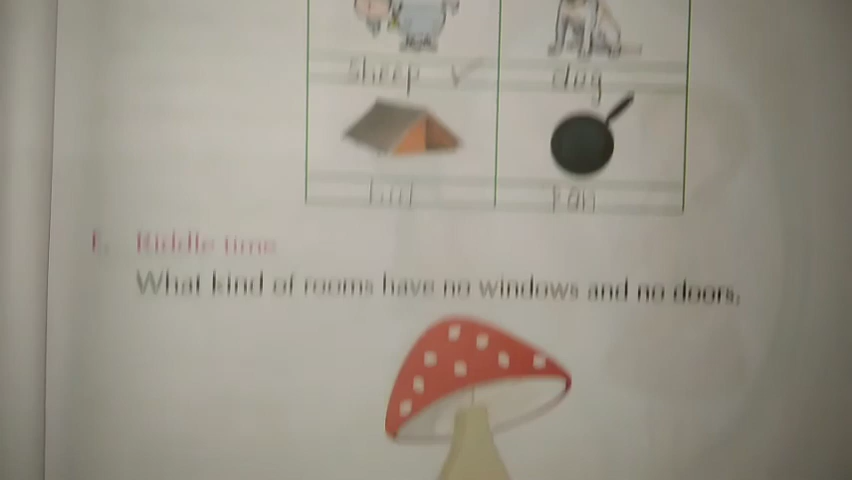 sheep ✓ dog
E. Riddle time
What kind of rooms have no windows and no doors.